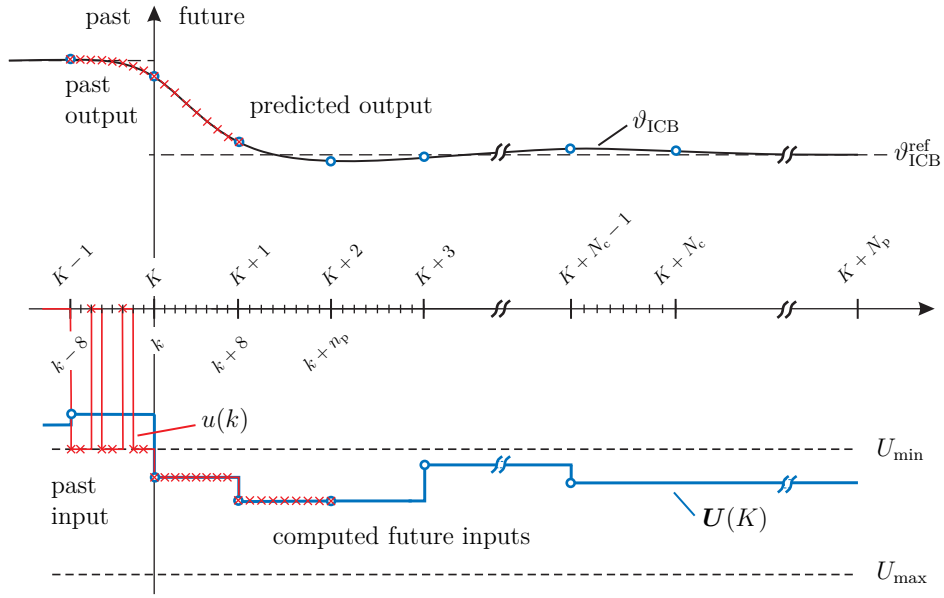 past future
past
output
predicted output
ϑ_ICB
ϑ_ICB^ref
K − 1
K
K + 1
K + 2
K + 3
K + N_c − 1
K + N_c
K + N_p
k − 8
k
k + 8
k + n_p
u(k)
U_min
past
input
U(K)
computed future inputs
U_max